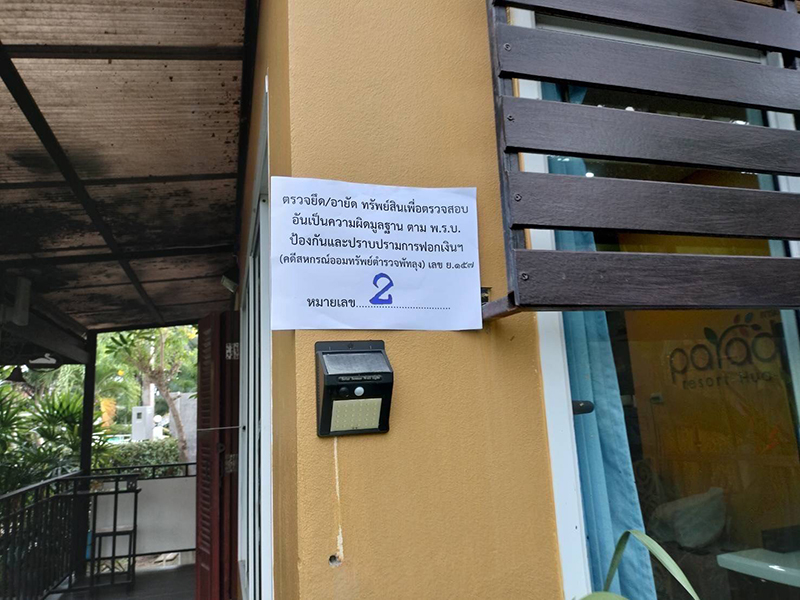 ตรวจยึด/อายัด ทรัพย์สินเพื่อตรวจสอบ
อันเป็นความผิดมูลฐาน ตาม พ.ร.บ.
ป้องกันและปราบปรามการฟอกเงินฯ
(คดีสหกรณ์ออมทรัพย์ตำรวจพัทลุง) เลข ย.๑๕๗
หมายเลข....2....................